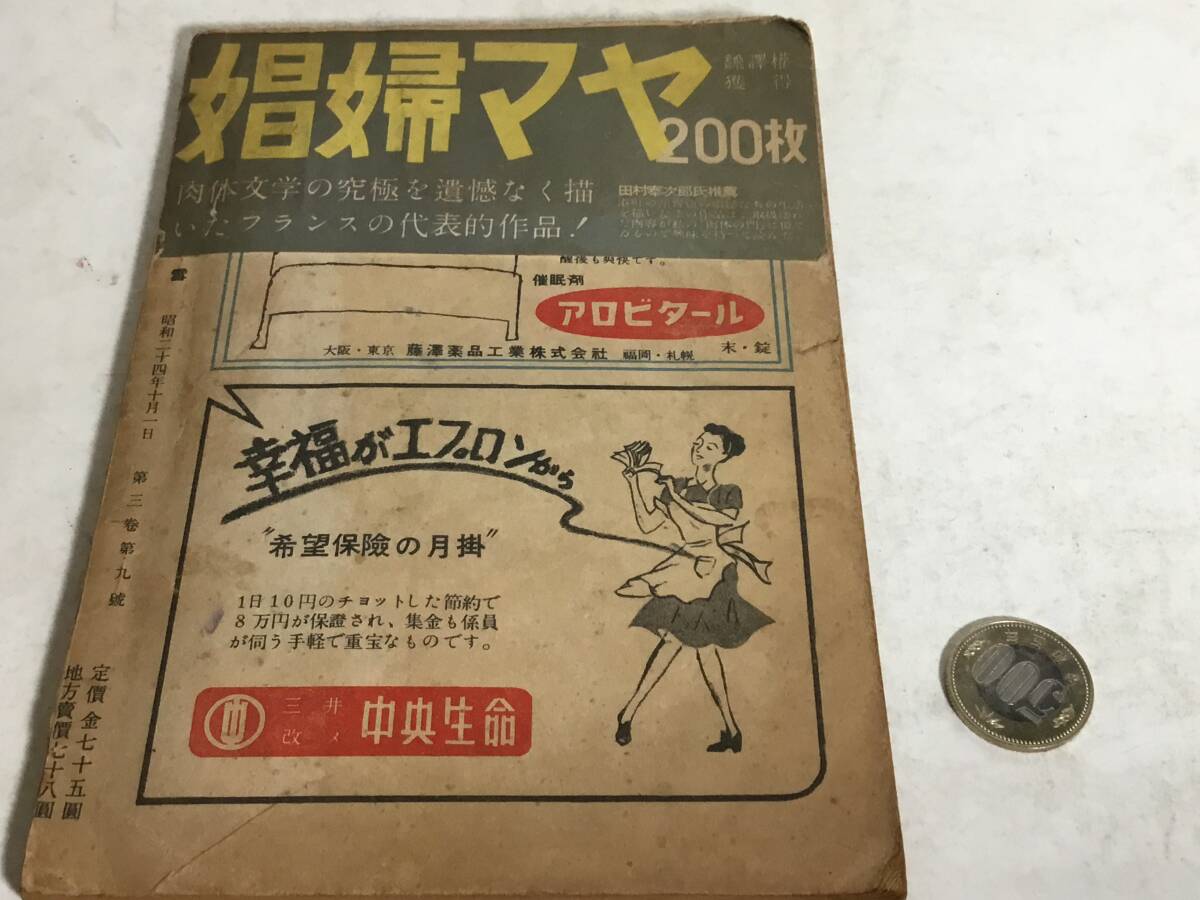 娼婦マヤ
200枚
飜譯権
獲得
肉体文学の究極を遺憾なく描
いたフランスの代表的作品!
田村泰次郎氏推薦
醒後も爽快です。
催眠剤
アロビタール
末・錠
大阪・東京 藤澤薬品工業株式会社 福岡・札幌
雲 昭和二十四年十月一日 第三卷第九號
幸福がエプロンから
"希望保險の月掛"
1日10円のチョットした節約で
8万円が保證され、集金も係員
が伺う手軽で重宝なものです。
三井
改メ
中央生命
定價金七十五圓
地方賣價七十八圓